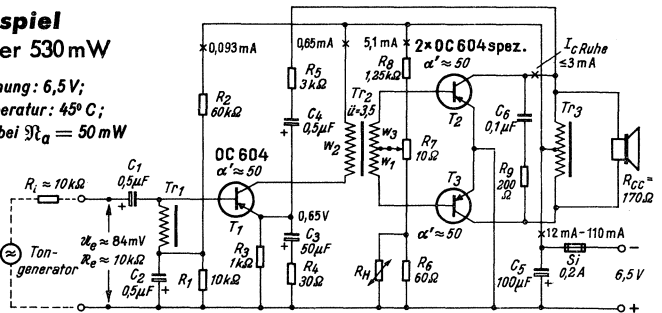 spiel
er 530 mW
nung: 6,5 V;
eratur: 45° C;
bei 𝔑a = 50 mW
0,093 mA
0,65 mA
5,1 mA
2×OC 604 spez.
α'≈ 50
IC Ruhe
≤3 mA
R2
60kΩ
R5
3kΩ
C4
0,5µF
Tr2
ü=3,5
w2
w3
w1
R8
1,25kΩ
R7
10Ω
T2
C6
0,1µF
R9
200
Ω
Tr3
RCC=
170Ω
Ri ≈ 10kΩ
C1
0,5µF
+
Tr1
OC 604
α'≈ 50
T1
T3
α'≈ 50
0,65V
Ton-
generator
≈ 84mV
≈ 10kΩ
C2
0,5µF
+
R1
10kΩ
R3
1kΩ
C3
50µF
+
R4
30Ω
RH
R6
60Ω
12 mA-110 mA
C5
100µF
+
Si
0,2A
−
6,5 V
+